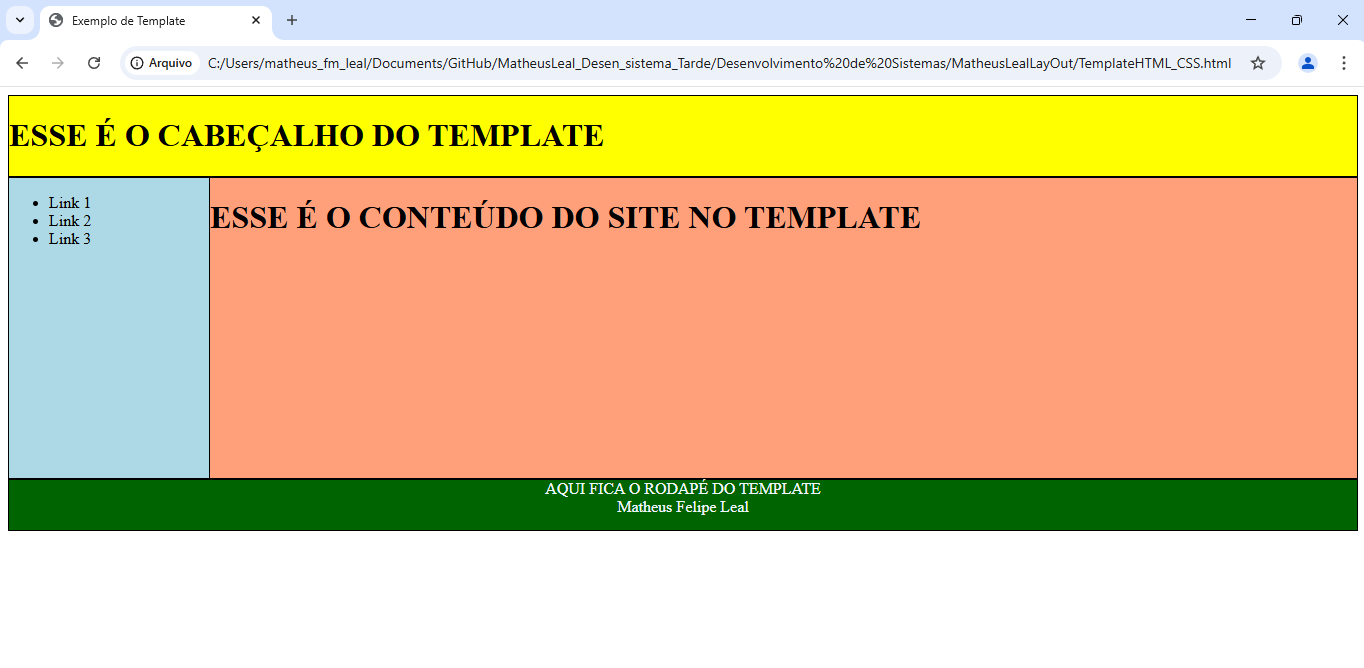 Exemplo de Template
Arquivo C:/Users/matheus_fm_leal/Documents/GitHub/MatheusLeal_Desen_sistema_Tarde/Desenvolvimento%20de%20Sistemas/MatheusLealLayOut/TemplateHTML_CSS.html
ESSE É O CABEÇALHO DO TEMPLATE
Link 1
Link 2
Link 3
ESSE É O CONTEÚDO DO SITE NO TEMPLATE
AQUI FICA O RODAPÉ DO TEMPLATE
Matheus Felipe Leal